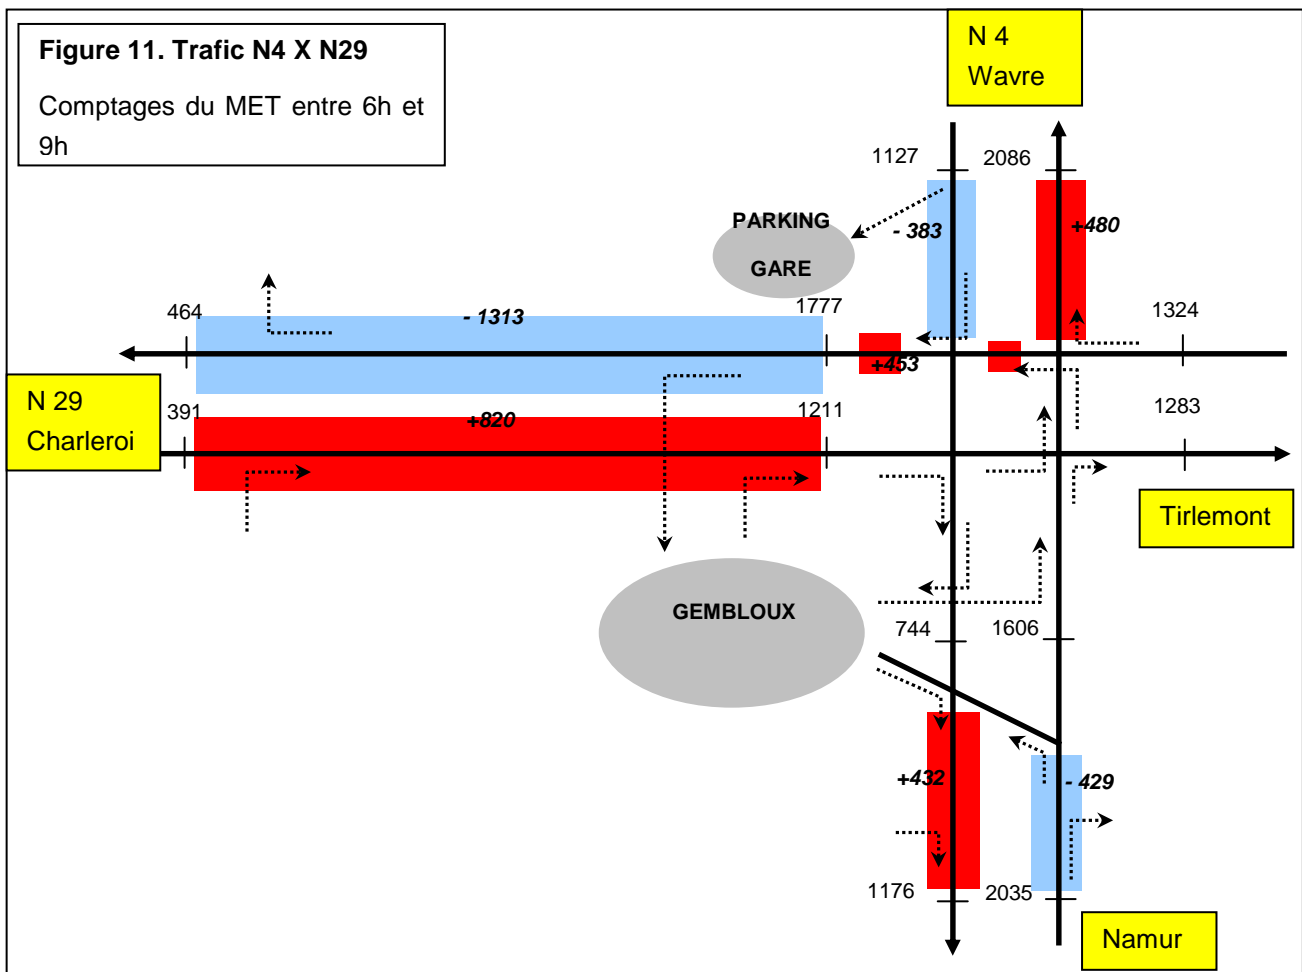 Figure 11. Trafic N4 X N29
Comptages du MET entre 6h et
9h
N 4
Wavre
1127
2086
PARKING
GARE
- 383
+480
464
- 1313
1777
1324
+453
N 29
Charleroi
391
+820
1211
1283
Tirlemont
GEMBLOUX
744
1606
+432
- 429
1176
2035
Namur